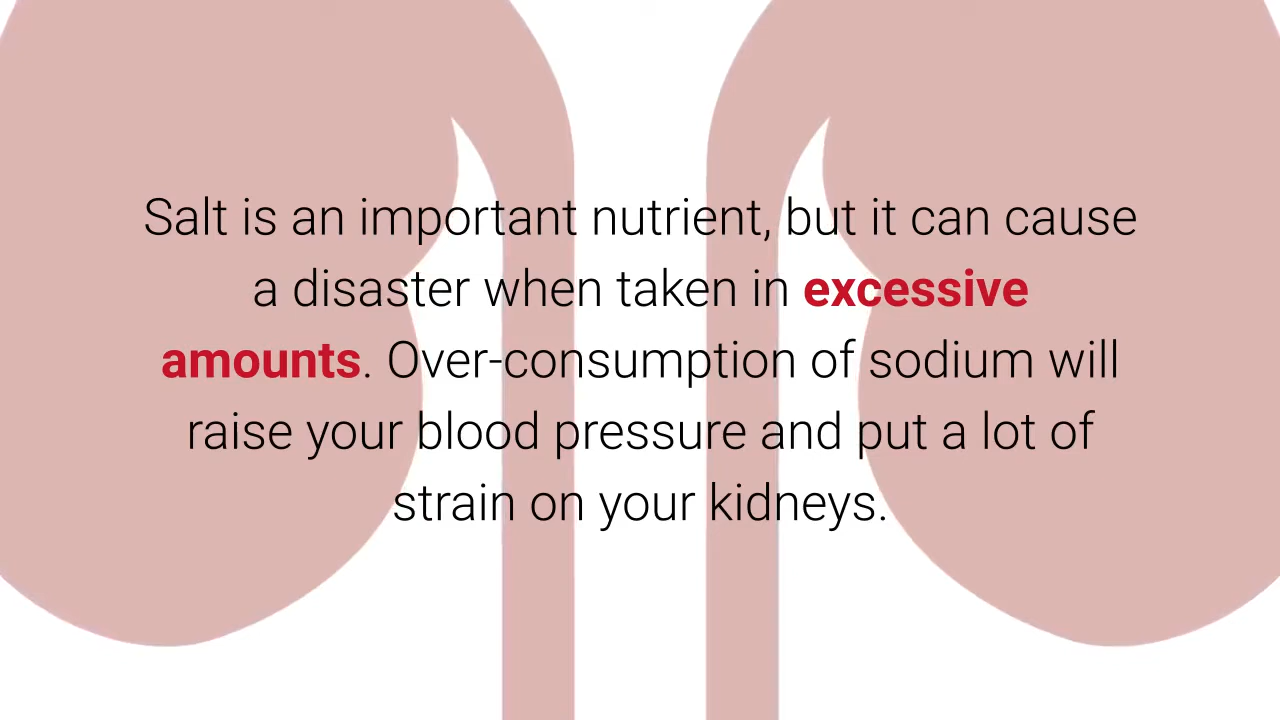 Salt is an important nutrient, but it can cause
a disaster when taken in excessive
amounts. Over-consumption of sodium will
raise your blood pressure and put a lot of
strain on your kidneys.